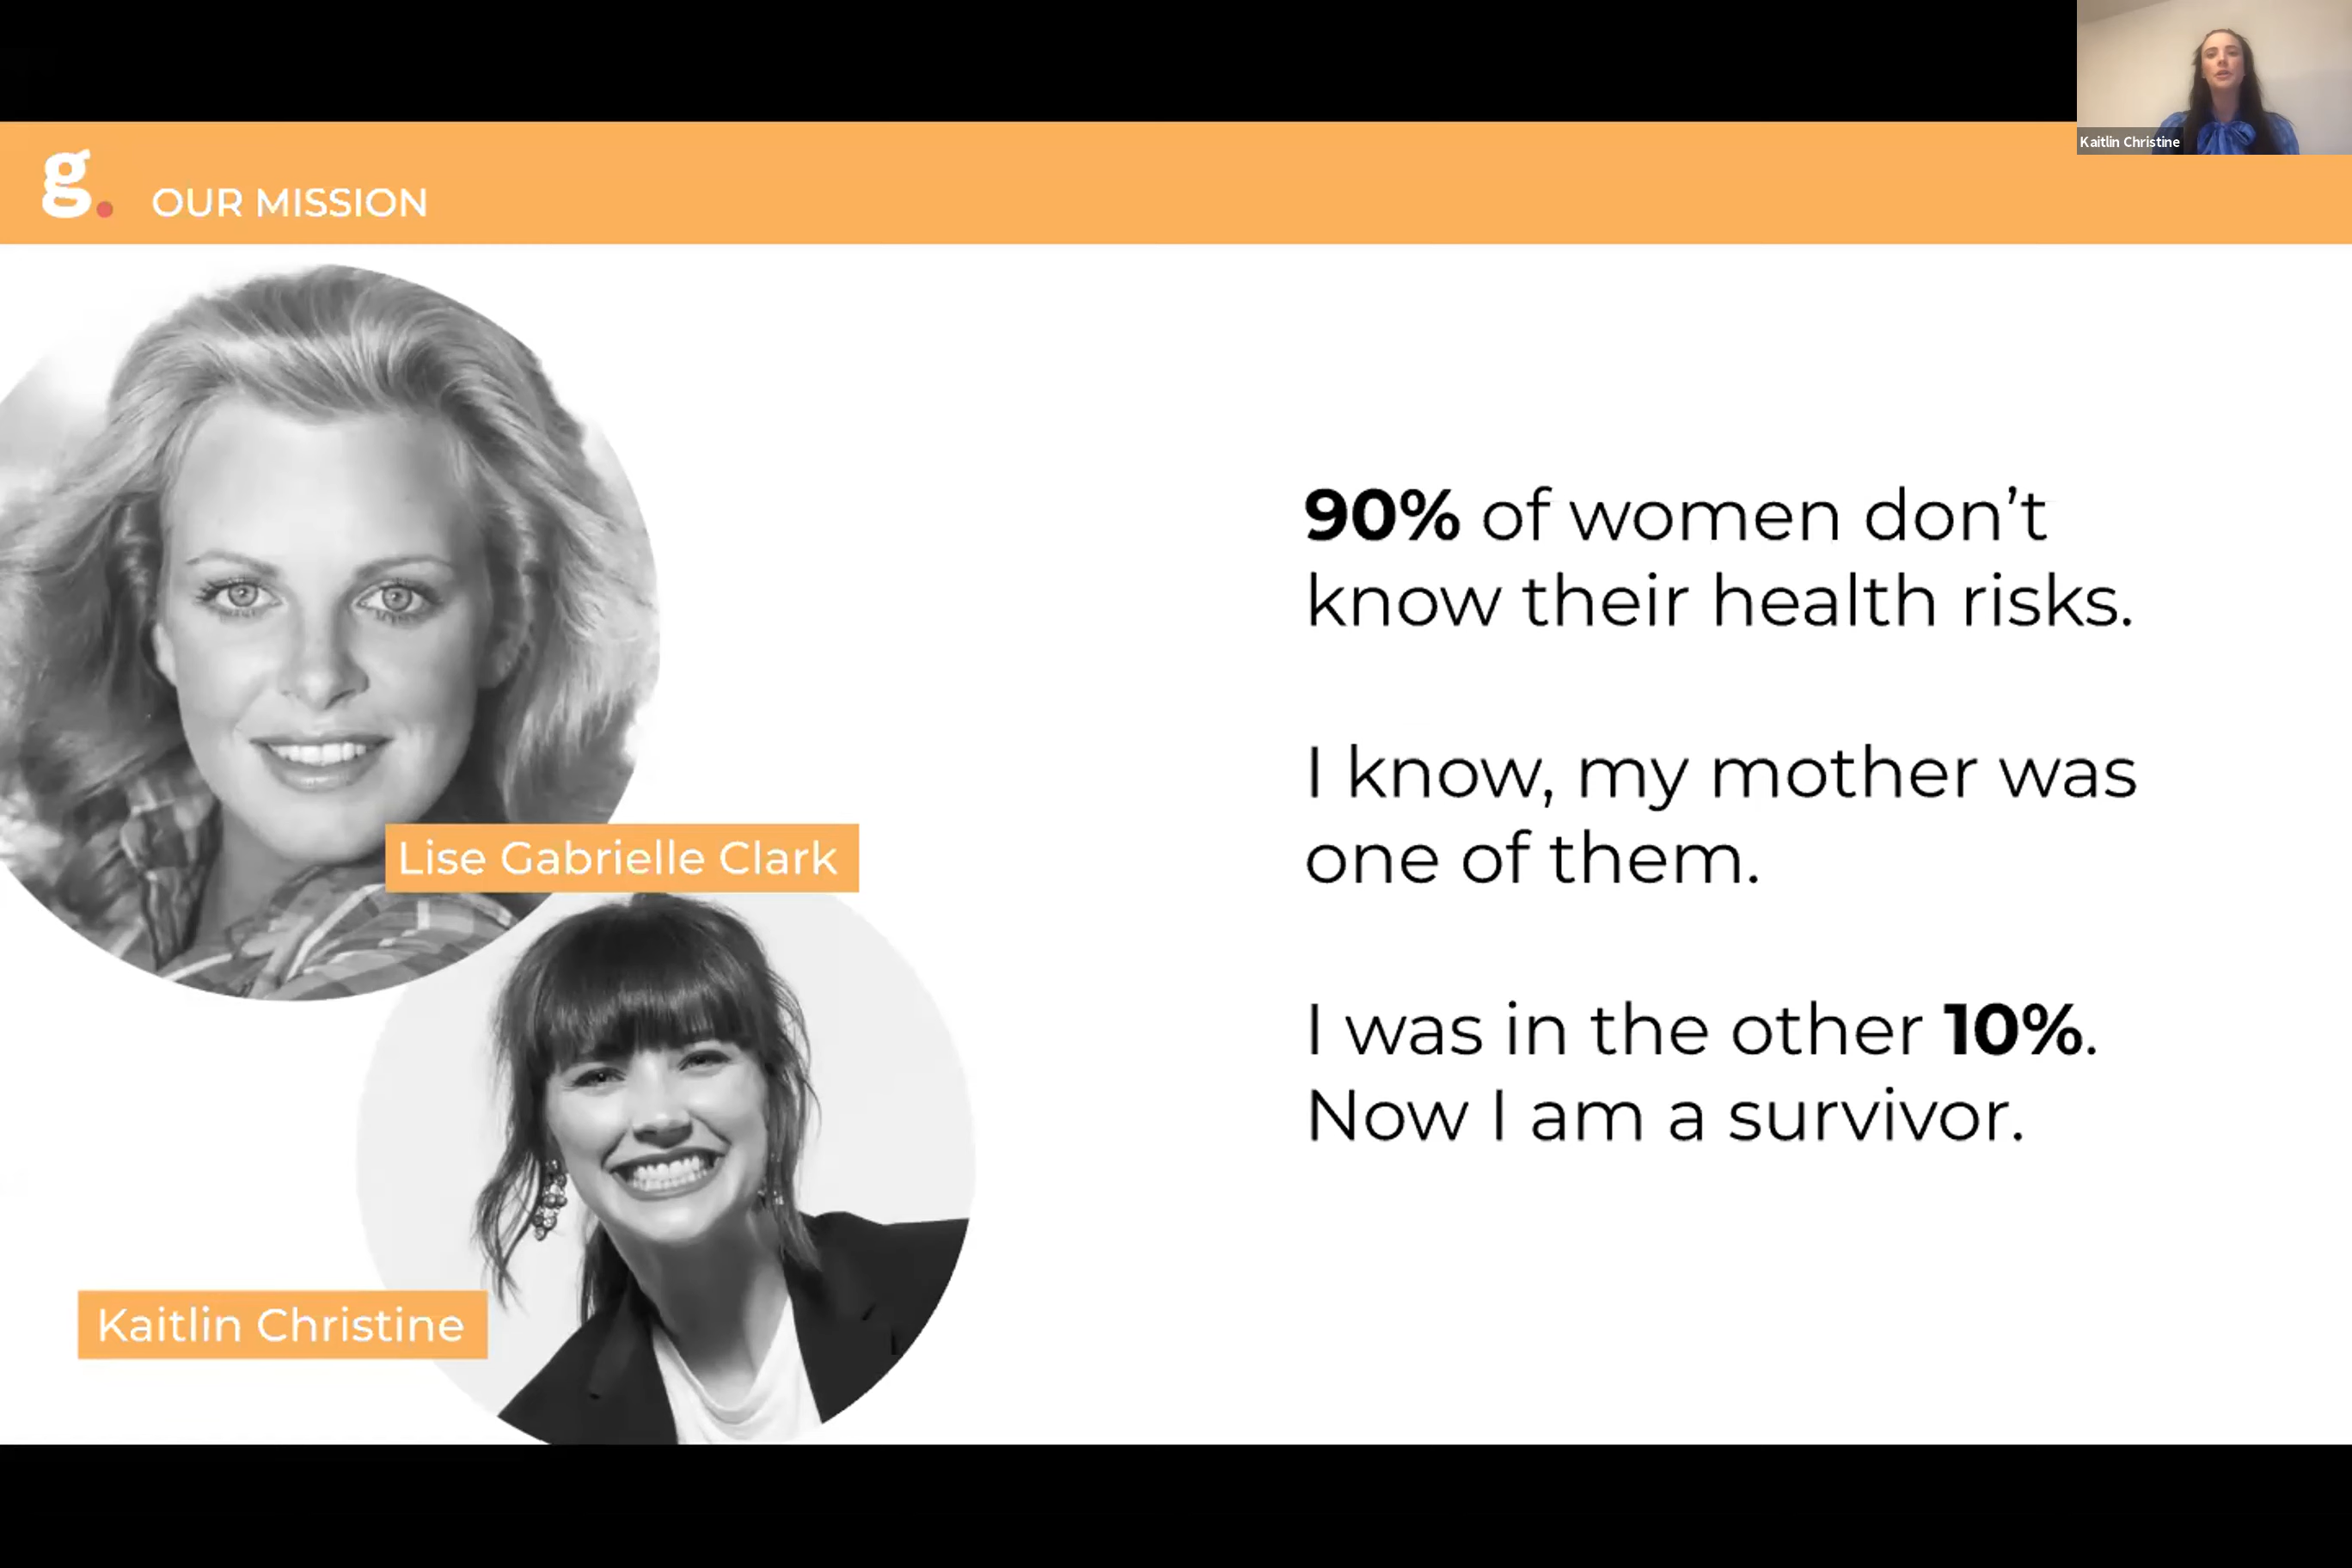 Kaitlin Christine
g.
OUR MISSION
Lise Gabrielle Clark
Kaitlin Christine
90% of women don’t
know their health risks.
I know, my mother was
one of them.
I was in the other 10%.
Now I am a survivor.